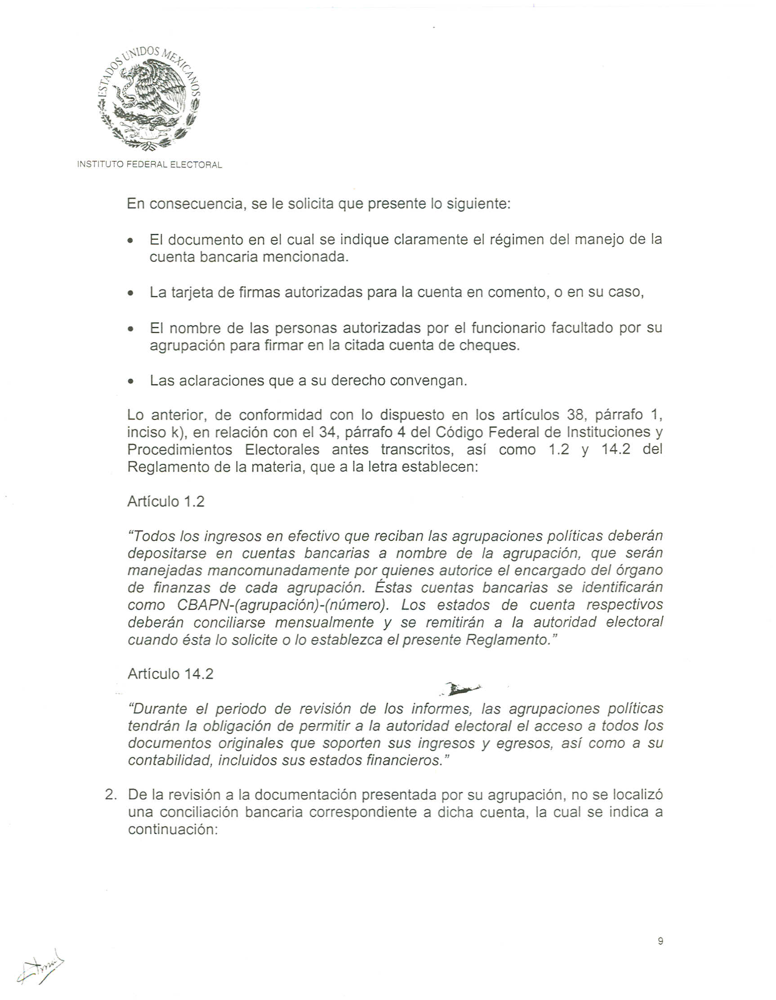 ESTADOS UNIDOS MEXICANOS
INSTITUTO FEDERAL ELECTORAL
En consecuencia, se le solicita que presente lo siguiente:
• El documento en el cual se indique claramente el régimen del manejo de la
cuenta bancaria mencionada.
• La tarjeta de firmas autorizadas para la cuenta en comento, o en su caso,
• El nombre de las personas autorizadas por el funcionario facultado por su
agrupación para firmar en la citada cuenta de cheques.
• Las aclaraciones que a su derecho convengan.
Lo anterior, de conformidad con lo dispuesto en los artículos 38, párrafo 1,
inciso k), en relación con el 34, párrafo 4 del Código Federal de Instituciones y
Procedimientos Electorales antes transcritos, así como 1.2 y 14.2 del
Reglamento de la materia, que a la letra establecen:
Artículo 1.2
“Todos los ingresos en efectivo que reciban las agrupaciones políticas deberán
depositarse en cuentas bancarias a nombre de la agrupación, que serán
manejadas mancomunadamente por quienes autorice el encargado del órgano
de finanzas de cada agrupación. Éstas cuentas bancarias se identificarán
como CBAPN-(agrupación)-(número). Los estados de cuenta respectivos
deberán conciliarse mensualmente y se remitirán a la autoridad electoral
cuando ésta lo solicite o lo establezca el presente Reglamento.”
Artículo 14.2
“Durante el periodo de revisión de los informes, las agrupaciones políticas
tendrán la obligación de permitir a la autoridad electoral el acceso a todos los
documentos originales que soporten sus ingresos y egresos, así como a su
contabilidad, incluidos sus estados financieros.”
2. De la revisión a la documentación presentada por su agrupación, no se localizó
una conciliación bancaria correspondiente a dicha cuenta, la cual se indica a
continuación:
9